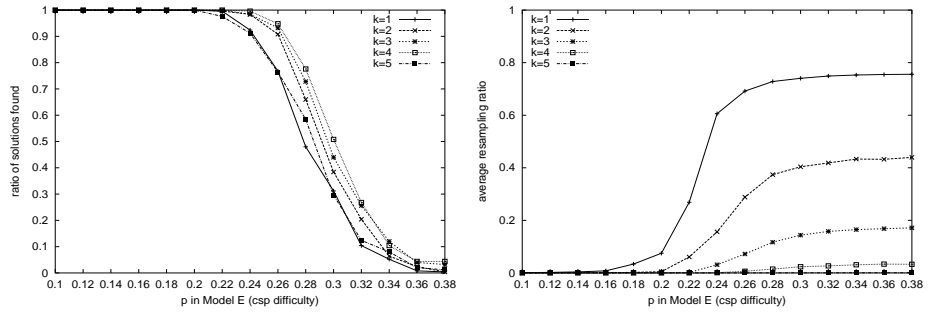 1
0.9
0.8
0.7
0.6
0.5
0.4
0.3
0.2
0.1
0
ratio of solutions found
k=1
k=2
k=3
k=4
k=5
0.1 0.12 0.14 0.16 0.18 0.2 0.22 0.24 0.26 0.28 0.3 0.32 0.34 0.36 0.38
p in Model E (csp difficulty)
1
0.8
0.6
0.4
0.2
0
average resampling ratio
k=1
k=2
k=3
k=4
k=5
0.1 0.12 0.14 0.16 0.18 0.2 0.22 0.24 0.26 0.28 0.3 0.32 0.34 0.36 0.38
p in Model E (csp difficulty)